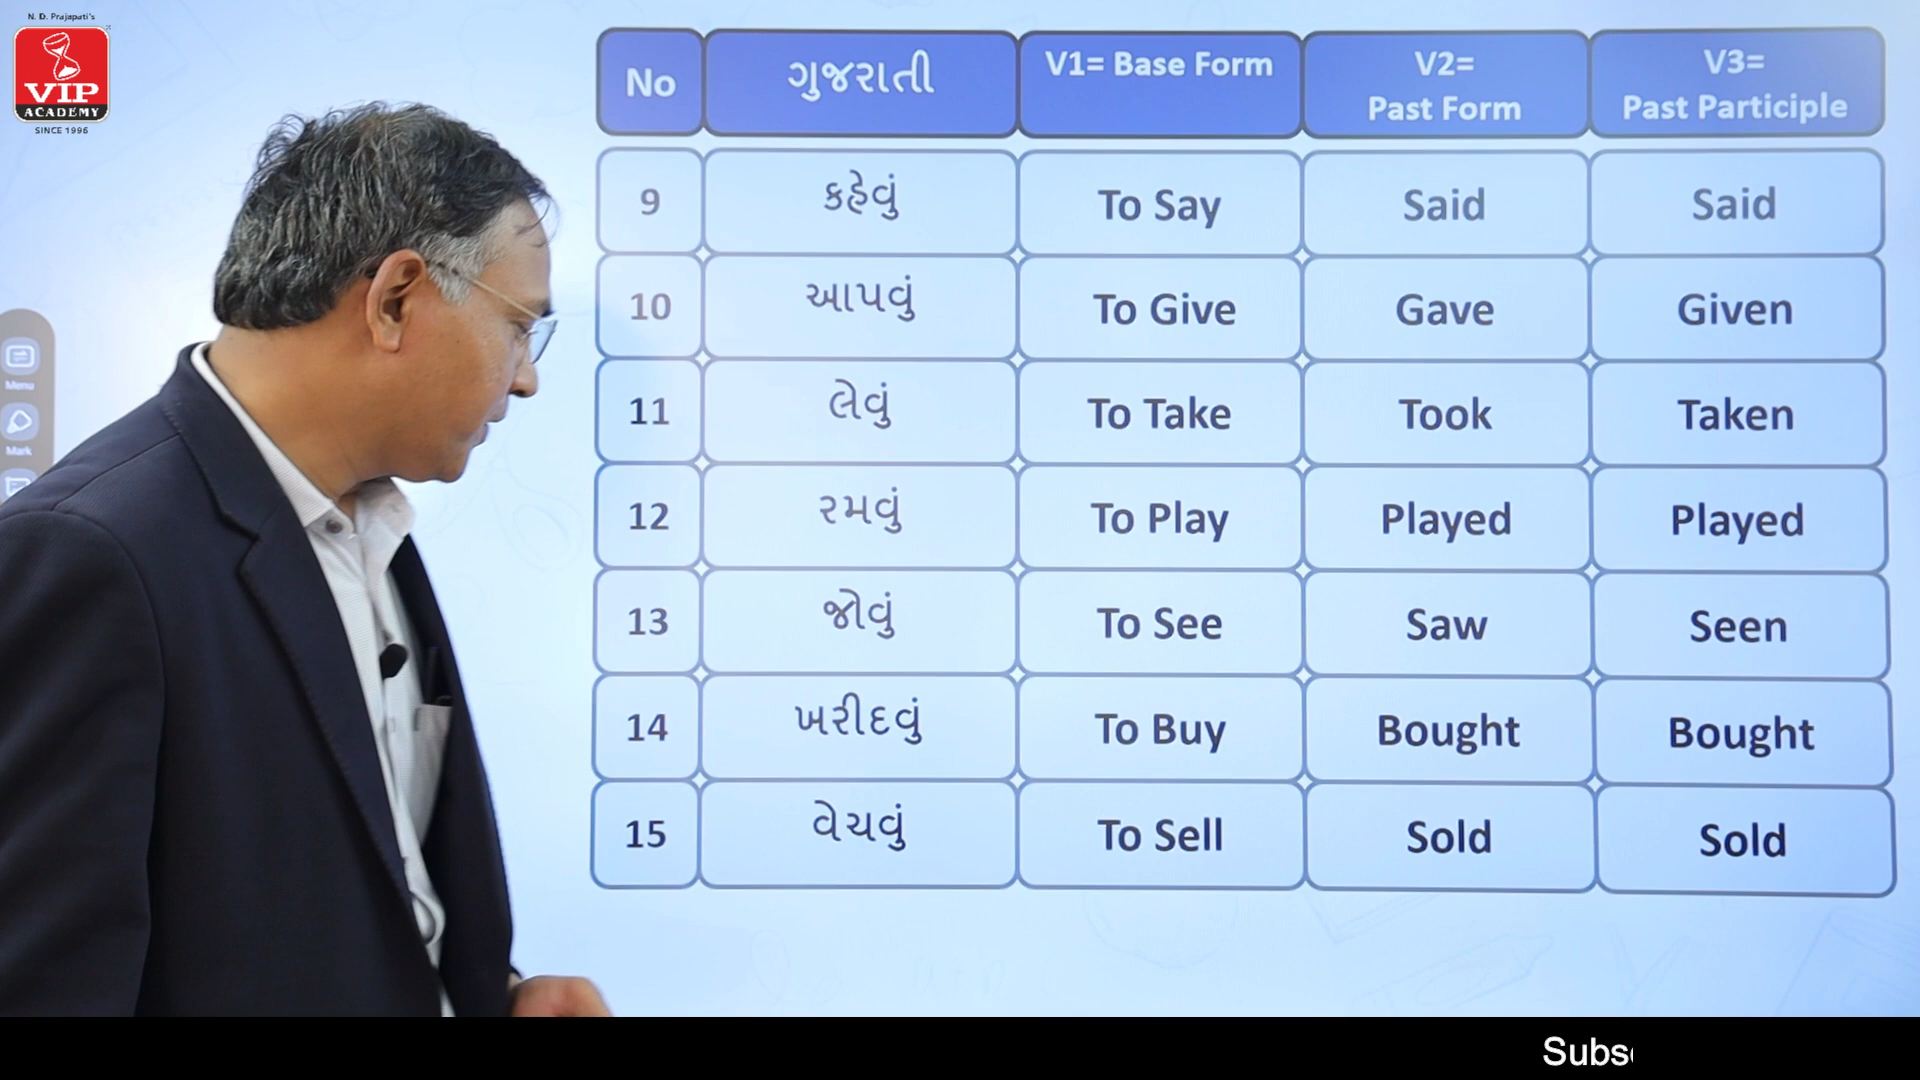 N. D. Prajapati's
VIP
ACADEMY
SINCE 1996
Menu
Mark
No ગુજરાતી V1= Base Form V2= Past Form V3= Past Participle
9 કહેવું To Say Said Said
10 આપવું To Give Gave Given
11 લેવું To Take Took Taken
12 રમવું To Play Played Played
13 જોવું To See Saw Seen
14 ખરીદવું To Buy Bought Bought
15 વેચવું To Sell Sold Sold